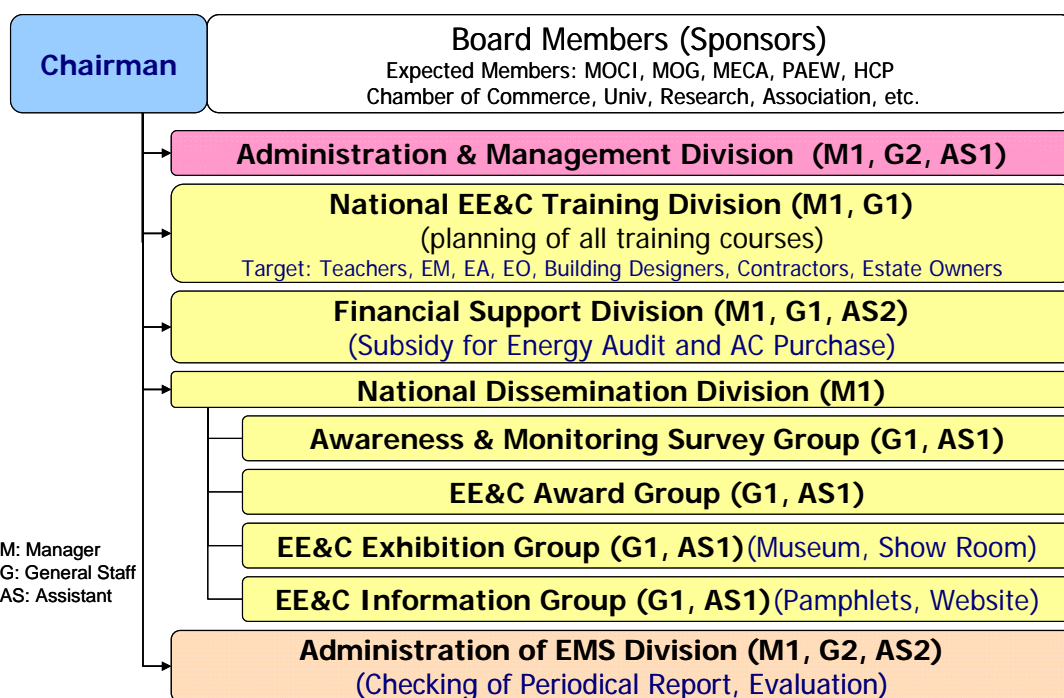 Chairman
Board Members (Sponsors)
Expected Members: MOCI, MOG, MECA, PAEW, HCP
Chamber of Commerce, Univ, Research, Association, etc.
Administration & Management Division (M1, G2, AS1)
National EE&C Training Division (M1, G1)
(planning of all training courses)
Target: Teachers, EM, EA, EO, Building Designers, Contractors, Estate Owners
Financial Support Division (M1, G1, AS2)
(Subsidy for Energy Audit and AC Purchase)
National Dissemination Division (M1)
Awareness & Monitoring Survey Group (G1, AS1)
EE&C Award Group (G1, AS1)
EE&C Exhibition Group (G1, AS1)(Museum, Show Room)
EE&C Information Group (G1, AS1)(Pamphlets, Website)
M: Manager
G: General Staff
AS: Assistant
Administration of EMS Division (M1, G2, AS2)
(Checking of Periodical Report, Evaluation)